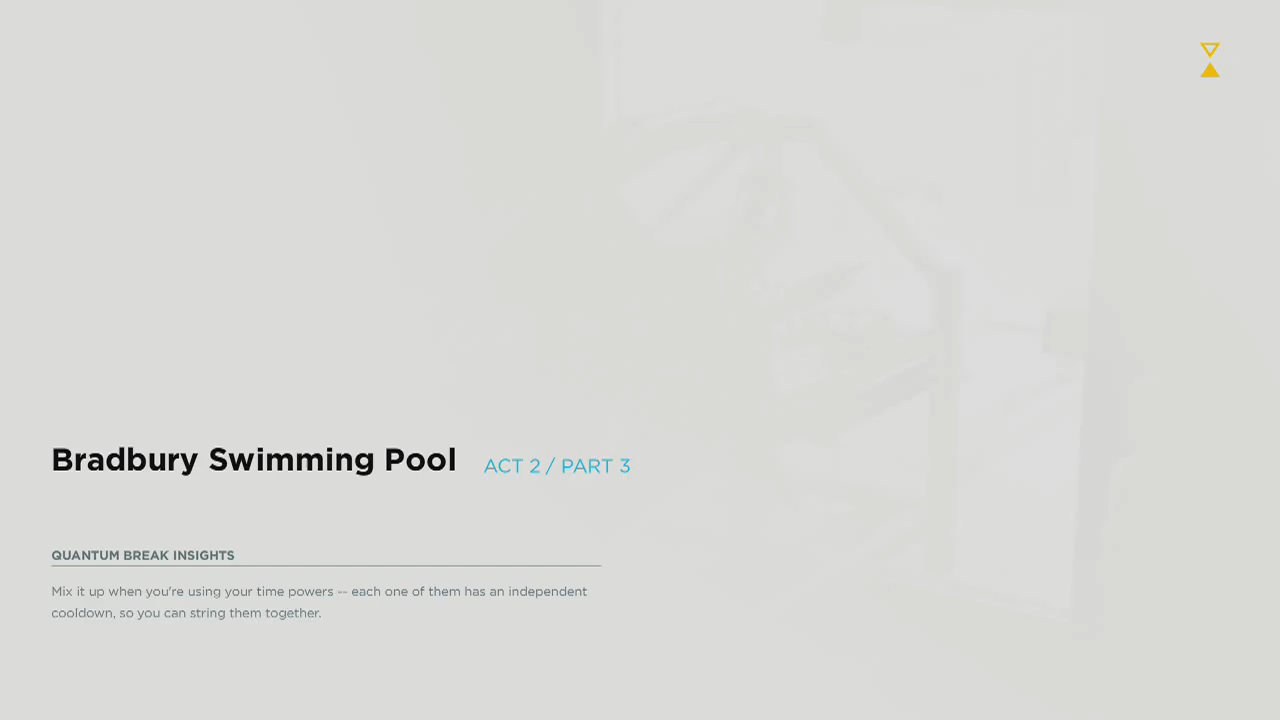 Bradbury Swimming Pool ACT 2 / PART 3
QUANTUM BREAK INSIGHTS
Mix it up when you're using your time powers -- each one of them has an independent
cooldown, so you can string them together.